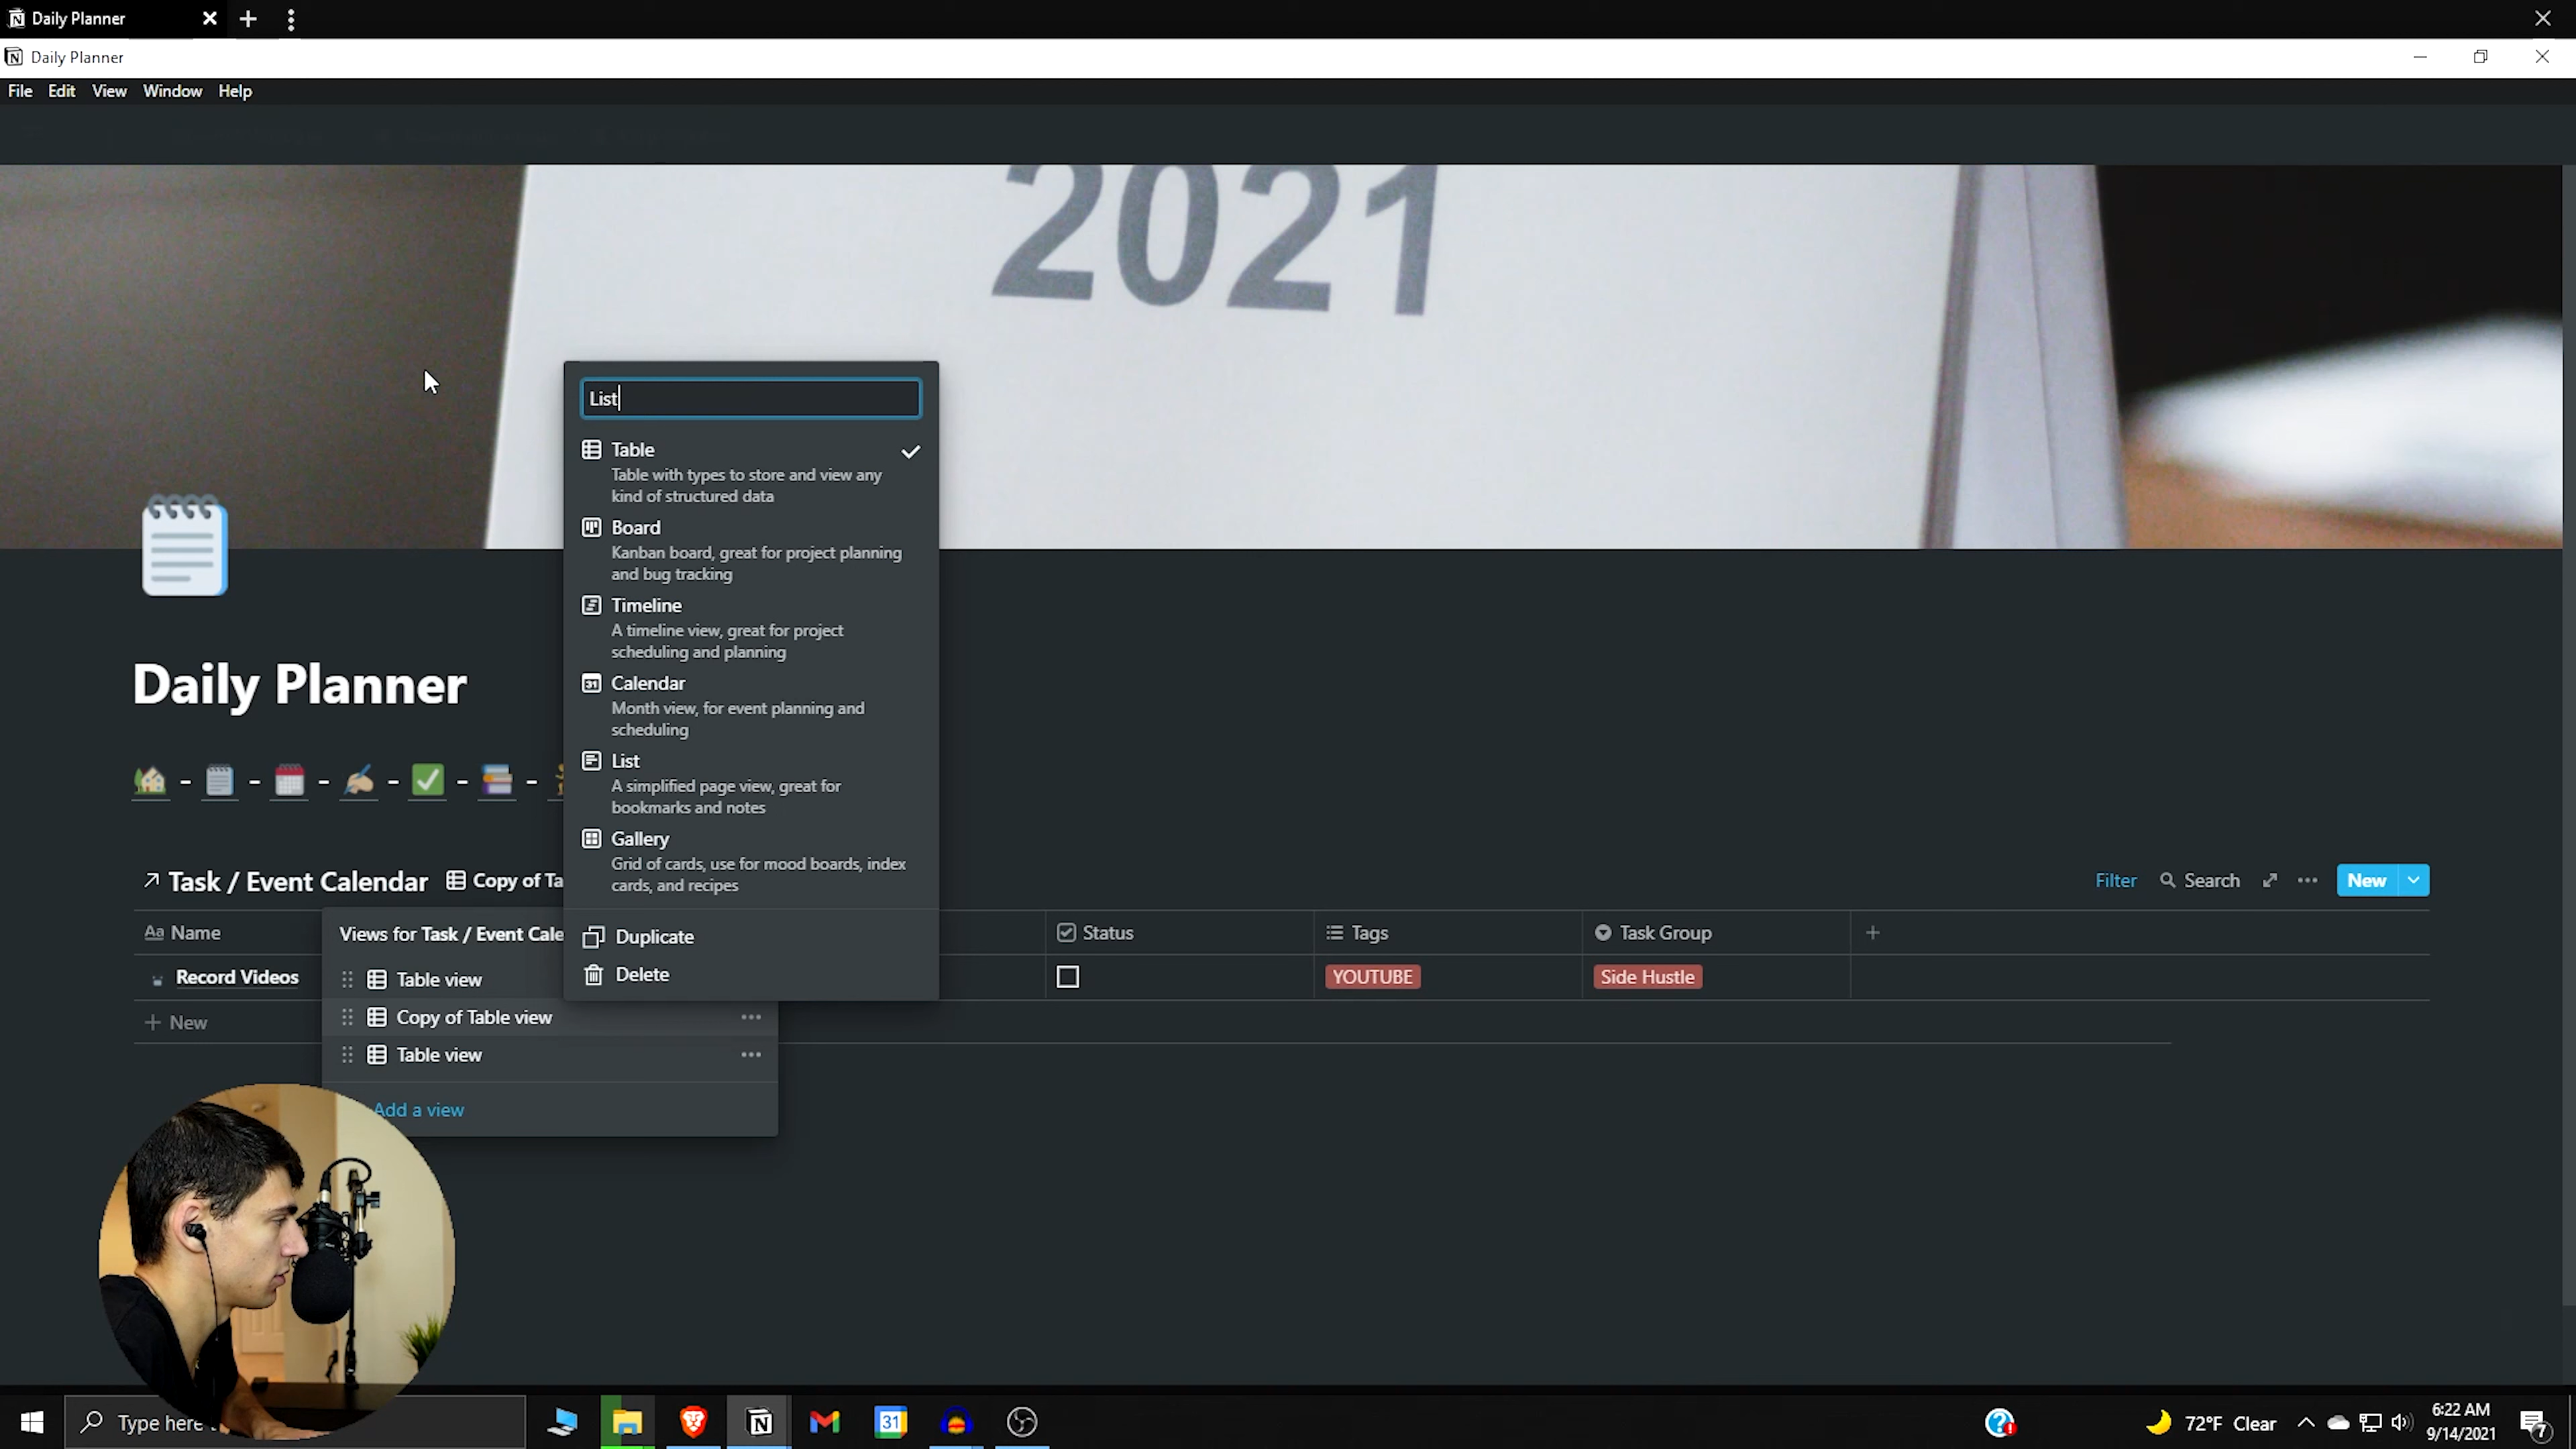 Daily Planner
Daily Planner
File Edit View Window Help
2021
List
Table
Table with types to store and view any
kind of structured data
Board
Kanban board, great for project planning
and bug tracking
Timeline
A timeline view, great for project
scheduling and planning
Calendar
Month view, for event planning and
scheduling
List
A simplified page view, great for
bookmarks and notes
Gallery
Grid of cards, use for mood boards, index
cards, and recipes
Duplicate
Delete
Daily Planner
Task / Event Calendar Copy of Ta
Filter Search New
Aa Name Status Tags Task Group
Record Videos YOUTUBE Side Hustle
New
Views for Task / Event Cale
Table view
Copy of Table view
Table view
Add a view
Type here
31
72°F Clear
6:22 AM
9/14/2021
7